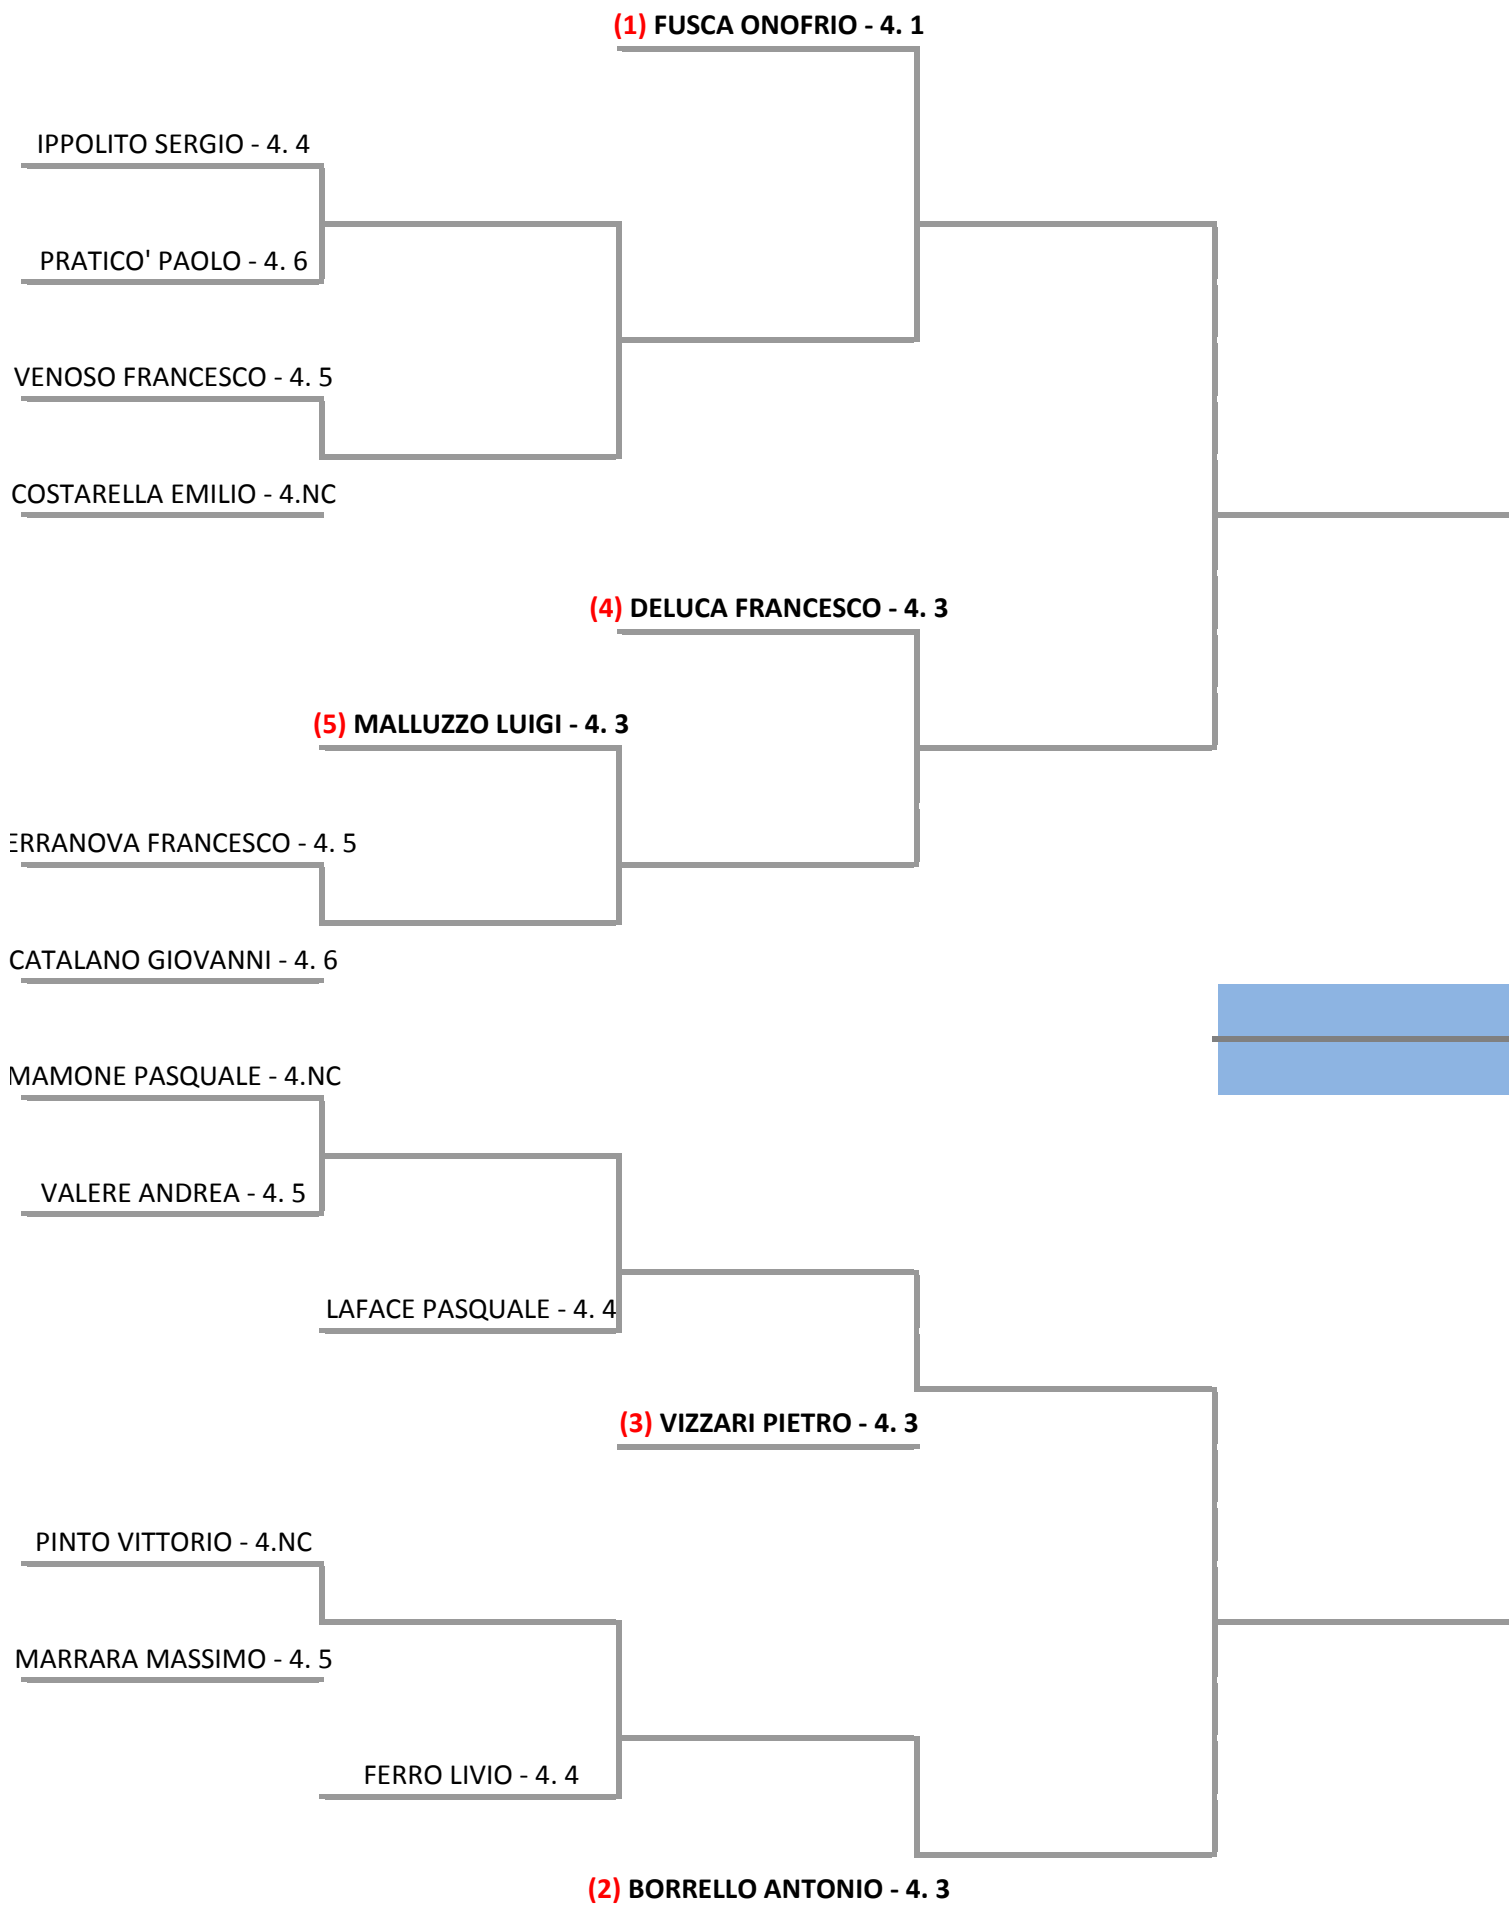 (1) FUSCA ONOFRIO - 4. 1
IPPOLITO SERGIO - 4. 4
PRATICO' PAOLO - 4. 6
VENOSO FRANCESCO - 4. 5
COSTARELLA EMILIO - 4.NC
(4) DELUCA FRANCESCO - 4. 3
(5) MALLUZZO LUIGI - 4. 3
ERRANOVA FRANCESCO - 4. 5
CATALANO GIOVANNI - 4. 6
MAMONE PASQUALE - 4.NC
VALERE ANDREA - 4. 5
LAFACE PASQUALE - 4. 4
(3) VIZZARI PIETRO - 4. 3
PINTO VITTORIO - 4.NC
MARRARA MASSIMO - 4. 5
FERRO LIVIO - 4. 4
(2) BORRELLO ANTONIO - 4. 3